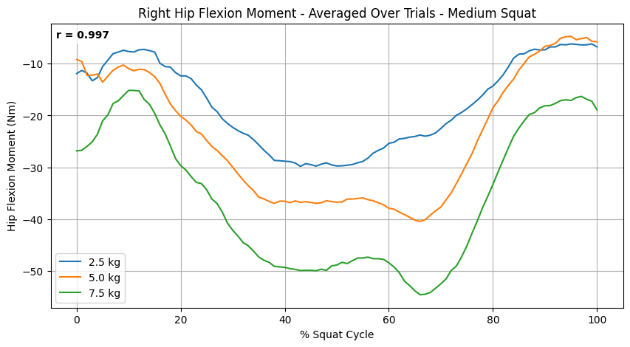 Right Hip Flexion Moment - Averaged Over Trials - Medium Squat
r = 0.997
−10
−20
−30
−40
−50
Hip Flexion Moment (Nm)
2.5 kg
5.0 kg
7.5 kg
0 20 40 60 80 100
% Squat Cycle